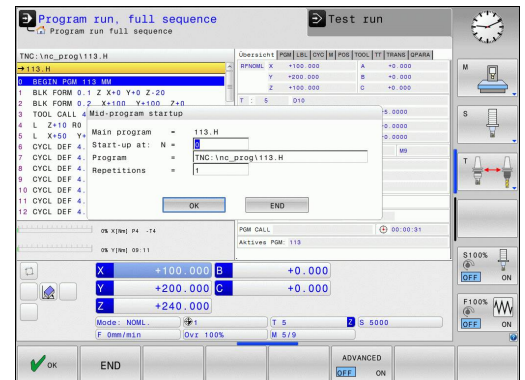 Program run, full sequence
Program run full sequence
Test run
TNC:\nc_prog\113.H
→113.H
0 BEGIN PGM 113 MM
1 BLK FORM 0.1 Z X+0 Y+0 Z-20
2 BLK FORM 0.2 X+100 Y+100 Z+0
3 TOOL CALL 4
4 L Z+10 R0
5 L X+50 Y+
6 CYCL DEF 4.
7 CYCL DEF 4.
8 CYCL DEF 4.
9 CYCL DEF 4.
10 CYCL DEF 4.
11 CYCL DEF 4.
12 CYCL DEF 4.
Übersicht PGM LBL CYC M POS TOOL TT TRANS QPARA
RFNOML X +100.000 A +0.000
Y +200.000 B +0.000
Z +240.000 C +0.000
T : 5 D10
M9
Mid-program startup
Main program = 113.H
Start-up at: N = 0
Program = TNC:\nc_prog\113.H
Repetitions = 1
OK END
0% X[Nm] P4 -T4
0% Y[Nm] 09:11
PGM CALL 00:00:31
Aktives PGM: 113
X +100.000 B +0.000
Y +200.000 C +0.000
Z +240.000
Mode: NOML. 1 T 5 Z S 5000
F 0mm/min Ovr 100% M 5/9
M
S
T
S100%
OFF ON
F100%
OFF ON
OK
END
ADVANCED
OFF ON